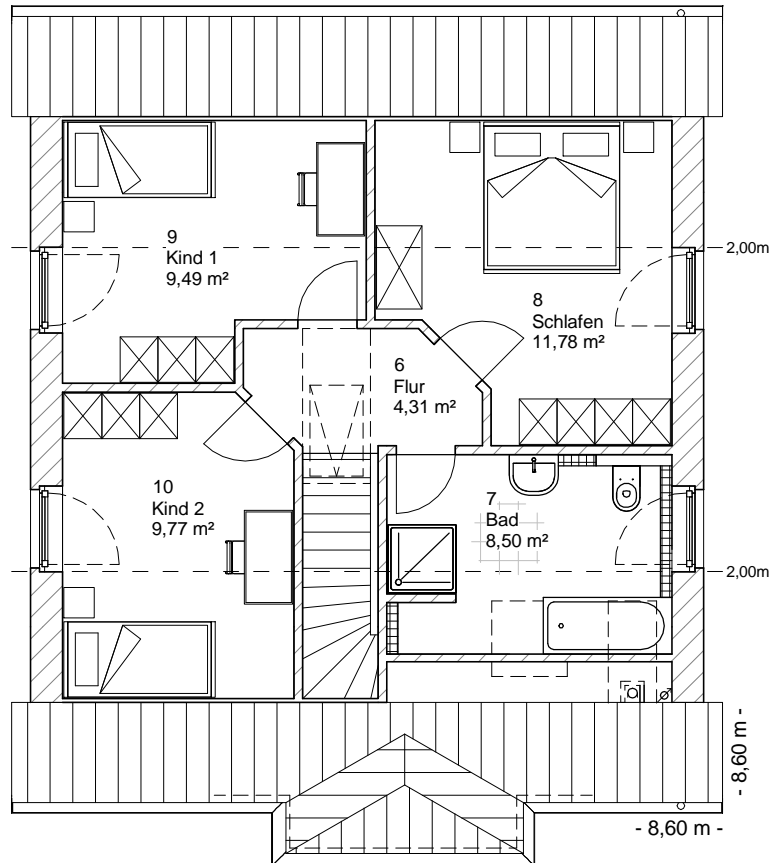 2,00m
9
Kind 1
9,49 m²
8
Schlafen
11,78 m²
6
Flur
4,31 m²
10
Kind 2
9,77 m²
7
Bad
8,50 m²
2,00m
- 8,60 m -
- 8,60 m -